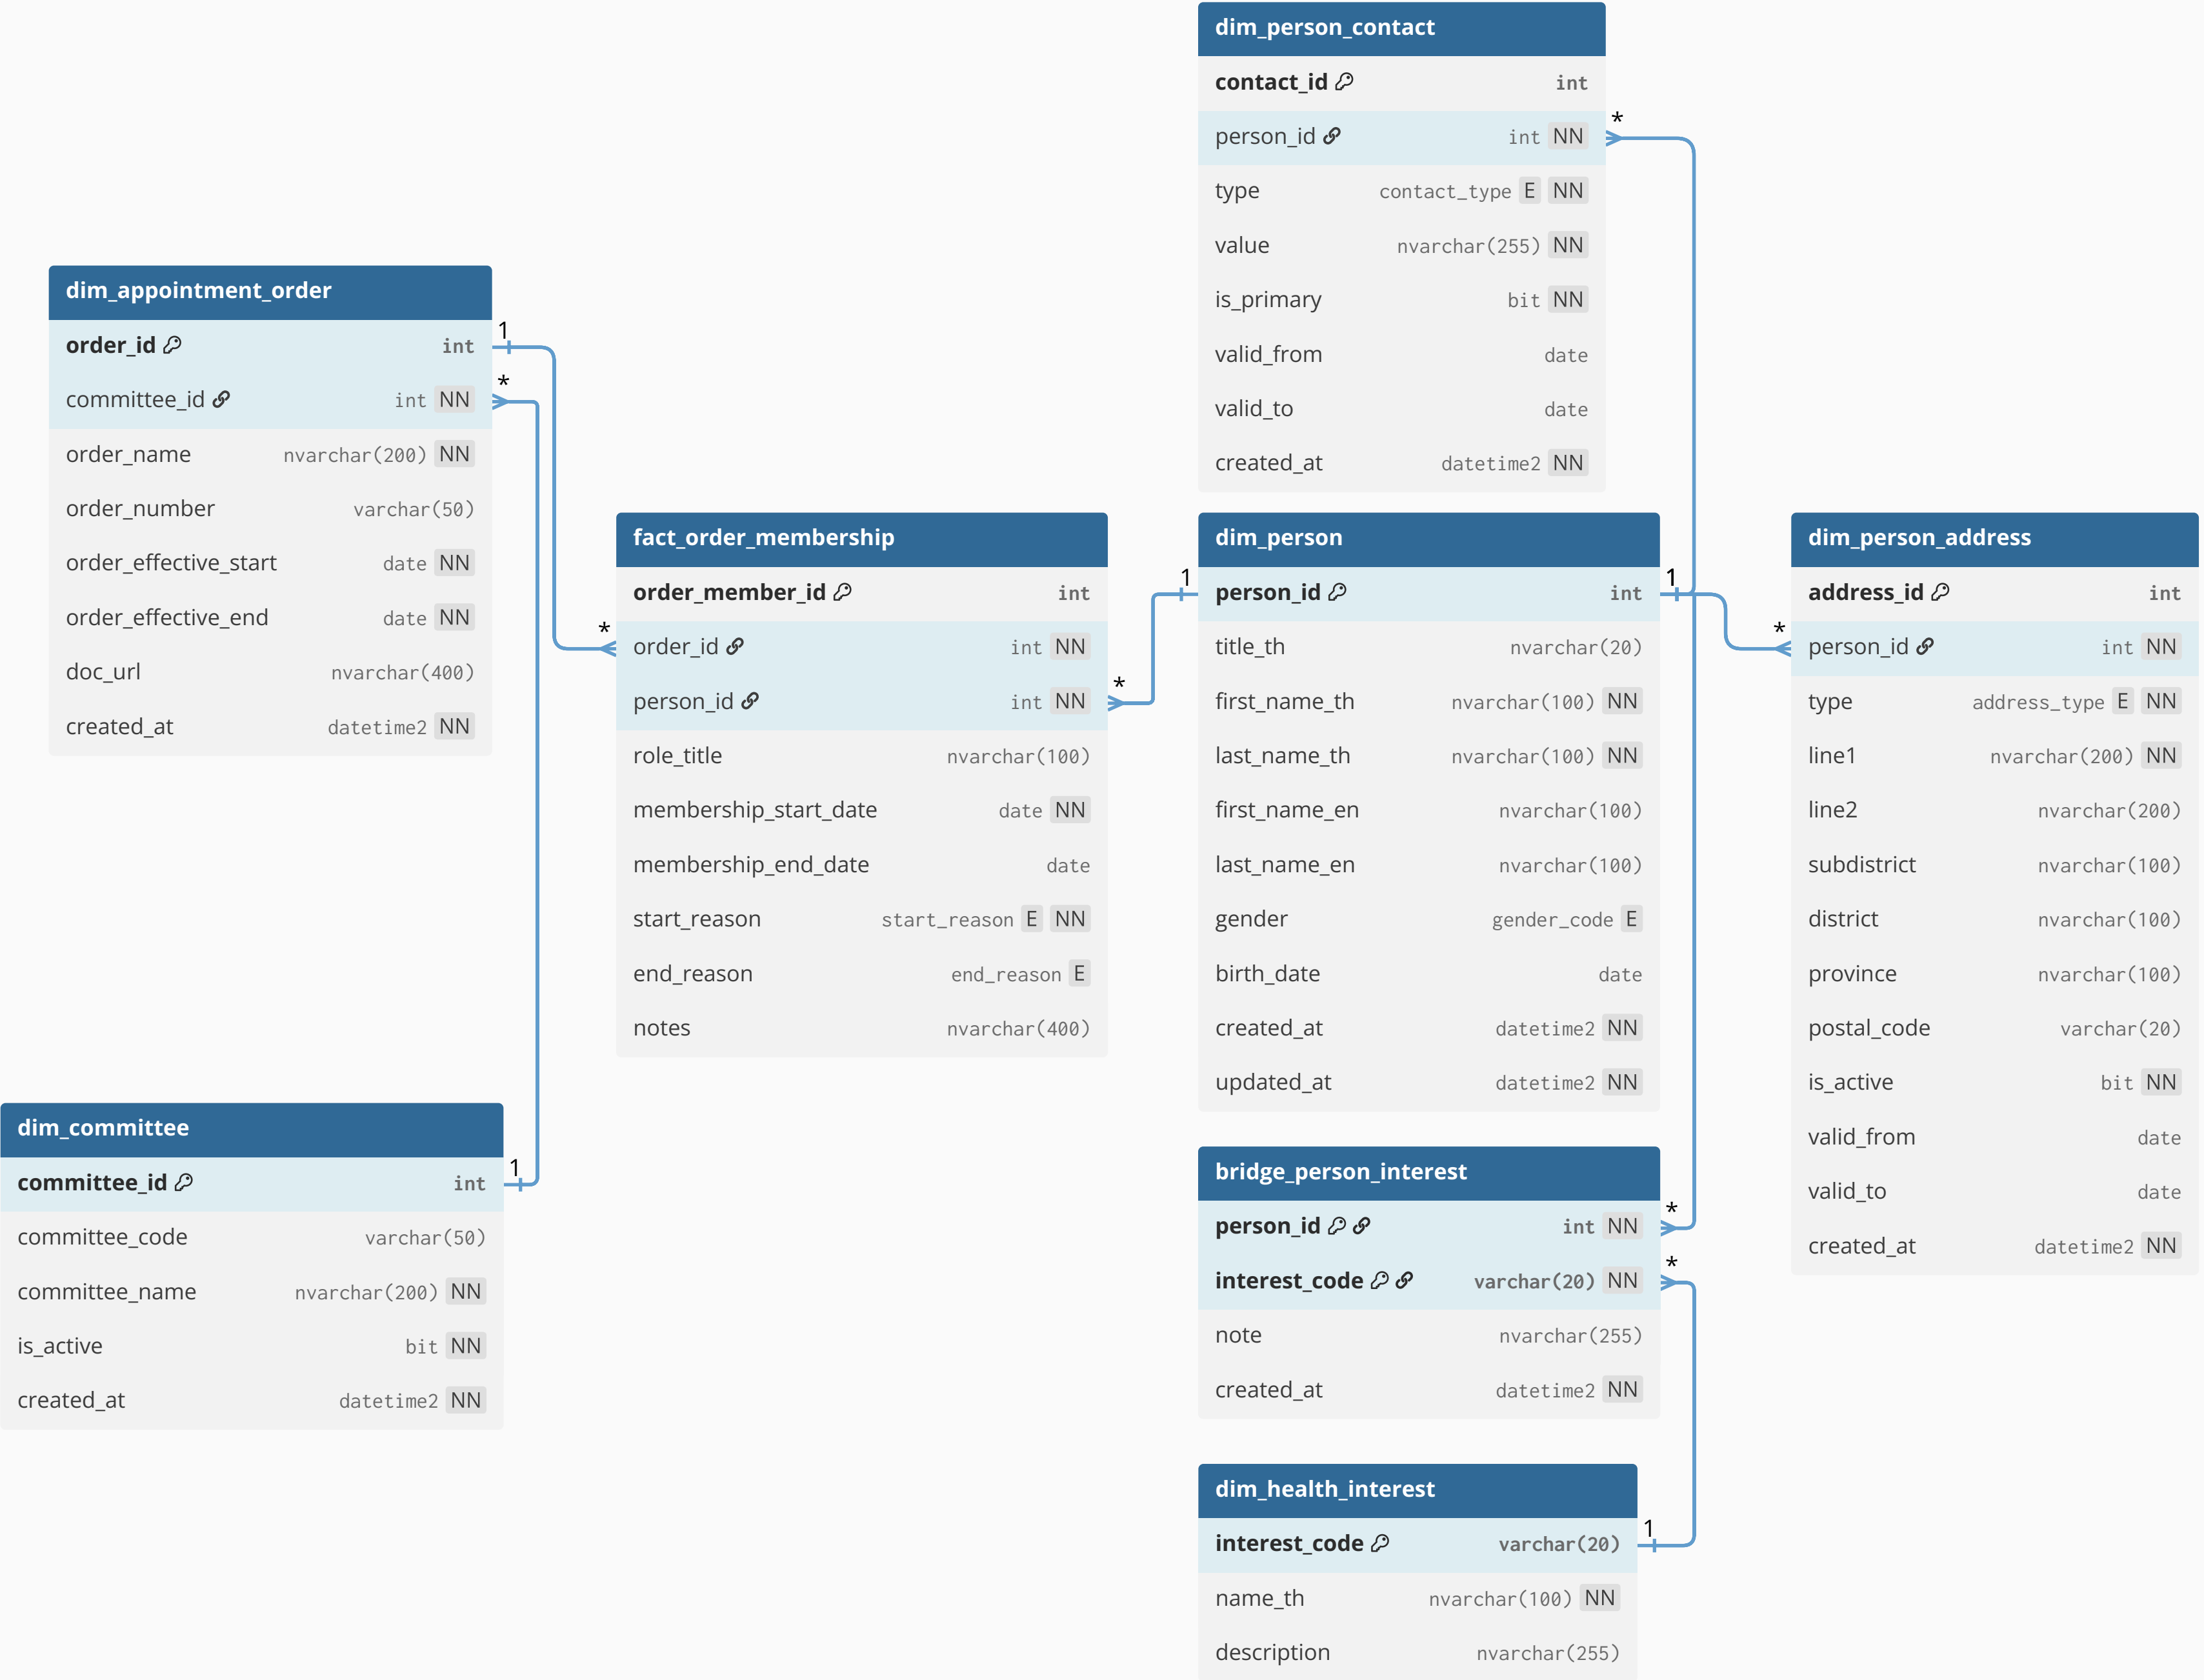 dim_person_contact
contact_id int
person_id int NN
type contact_type E NN
value nvarchar(255) NN
is_primary bit NN
valid_from date
valid_to date
created_at datetime2 NN
dim_appointment_order
order_id int
committee_id int NN
order_name nvarchar(200) NN
order_number varchar(50)
order_effective_start date NN
order_effective_end date NN
doc_url nvarchar(400)
created_at datetime2 NN
1
*
*
fact_order_membership
order_member_id int
order_id int NN
person_id int NN
role_title nvarchar(100)
membership_start_date date NN
membership_end_date date
start_reason start_reason E NN
end_reason end_reason E
notes nvarchar(400)
*
*
1
dim_person
person_id int
title_th nvarchar(20)
first_name_th nvarchar(100) NN
last_name_th nvarchar(100) NN
first_name_en nvarchar(100)
last_name_en nvarchar(100)
gender gender_code E
birth_date date
created_at datetime2 NN
updated_at datetime2 NN
1
*
dim_person_address
address_id int
person_id int NN
type address_type E NN
line1 nvarchar(200) NN
line2 nvarchar(200)
subdistrict nvarchar(100)
district nvarchar(100)
province nvarchar(100)
postal_code varchar(20)
is_active bit NN
valid_from date
valid_to date
created_at datetime2 NN
dim_committee
committee_id int
committee_code varchar(50)
committee_name nvarchar(200) NN
is_active bit NN
created_at datetime2 NN
1
bridge_person_interest
person_id int NN
interest_code varchar(20) NN
note nvarchar(255)
created_at datetime2 NN
*
*
dim_health_interest
interest_code varchar(20)
name_th nvarchar(100) NN
description nvarchar(255)
1